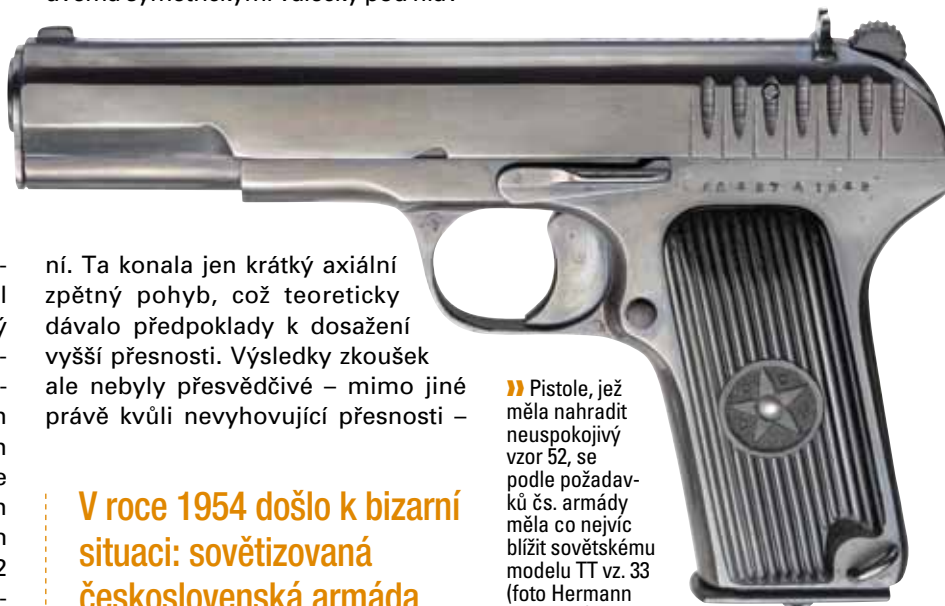 ní. Ta konala jen krátký axiální
zpětný pohyb, což teoreticky
dávalo předpoklady k dosažení
vyšší přesnosti. Výsledky zkoušek
ale nebyly přesvědčivé – mimo jiné
právě kvůli nevyhovující přesnosti –
V roce 1954 došlo k bizarní
situaci: sovětizovaná
československá armáda
Pistole, jež
měla nahradit
neuspokojivý
vzor 52, se
podle požadav-
ků čs. armády
měla co nejvíc
blížit sovětskému
modelu TT vz. 33
(foto Hermann